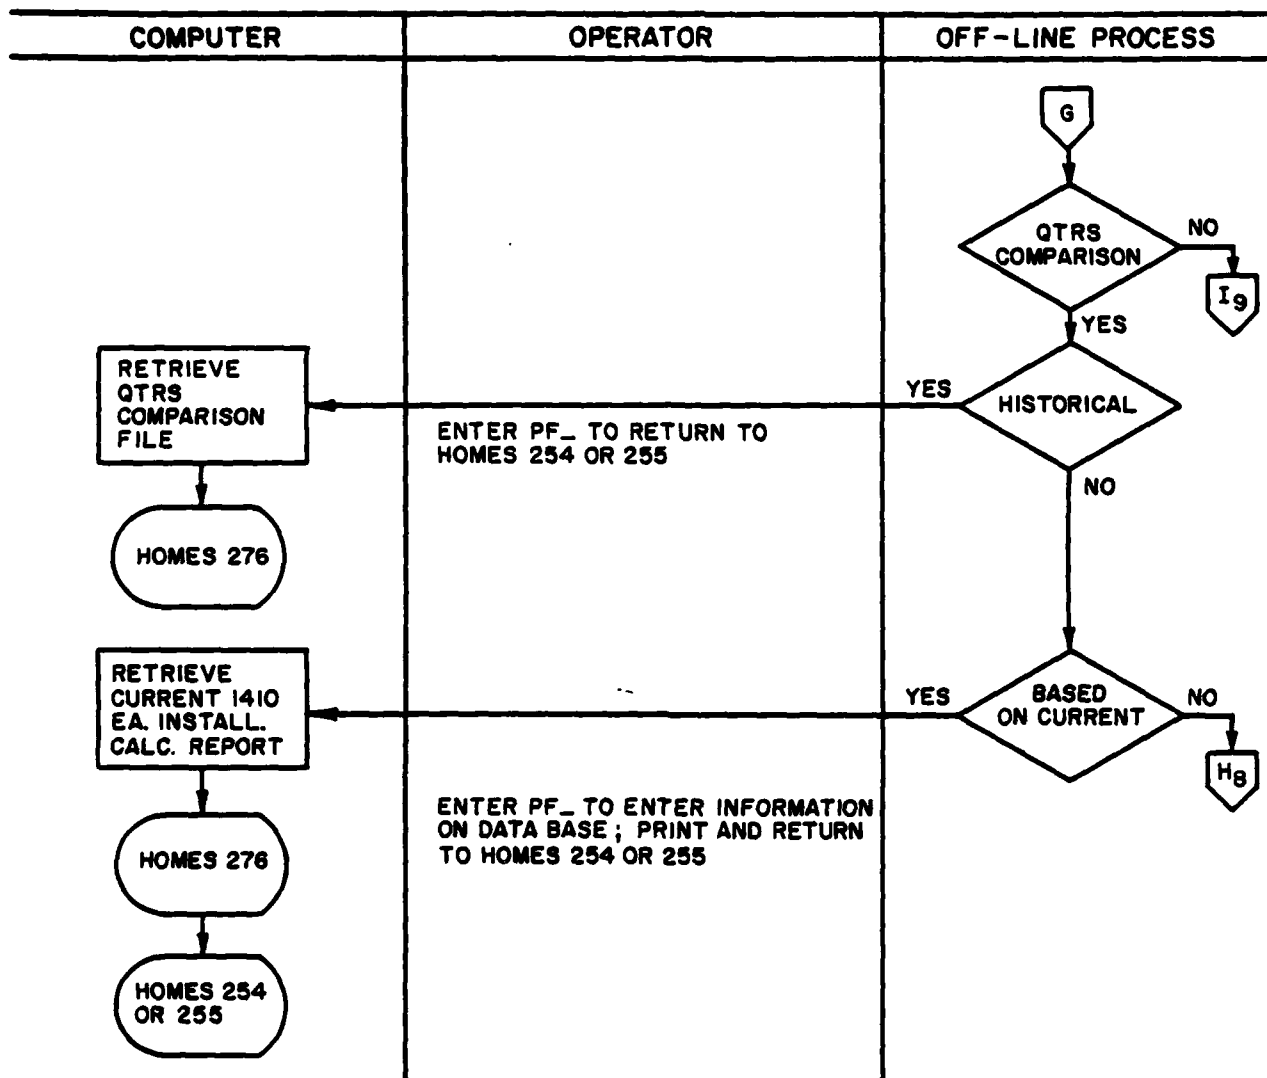 COMPUTER
OPERATOR
OFF-LINE PROCESS
G
QTRS
COMPARISON
NO
I9
YES
RETRIEVE
QTRS
COMPARISON
FILE
YES
HISTORICAL
ENTER PF_ TO RETURN TO
HOMES 254 OR 255
NO
HOMES 276
RETRIEVE
CURRENT 1410
EA. INSTALL.
CALC. REPORT
YES
BASED
ON CURRENT
NO
H8
ENTER PF_ TO ENTER INFORMATION
ON DATA BASE; PRINT AND RETURN
TO HOMES 254 OR 255
HOMES 276
HOMES 254
OR 255